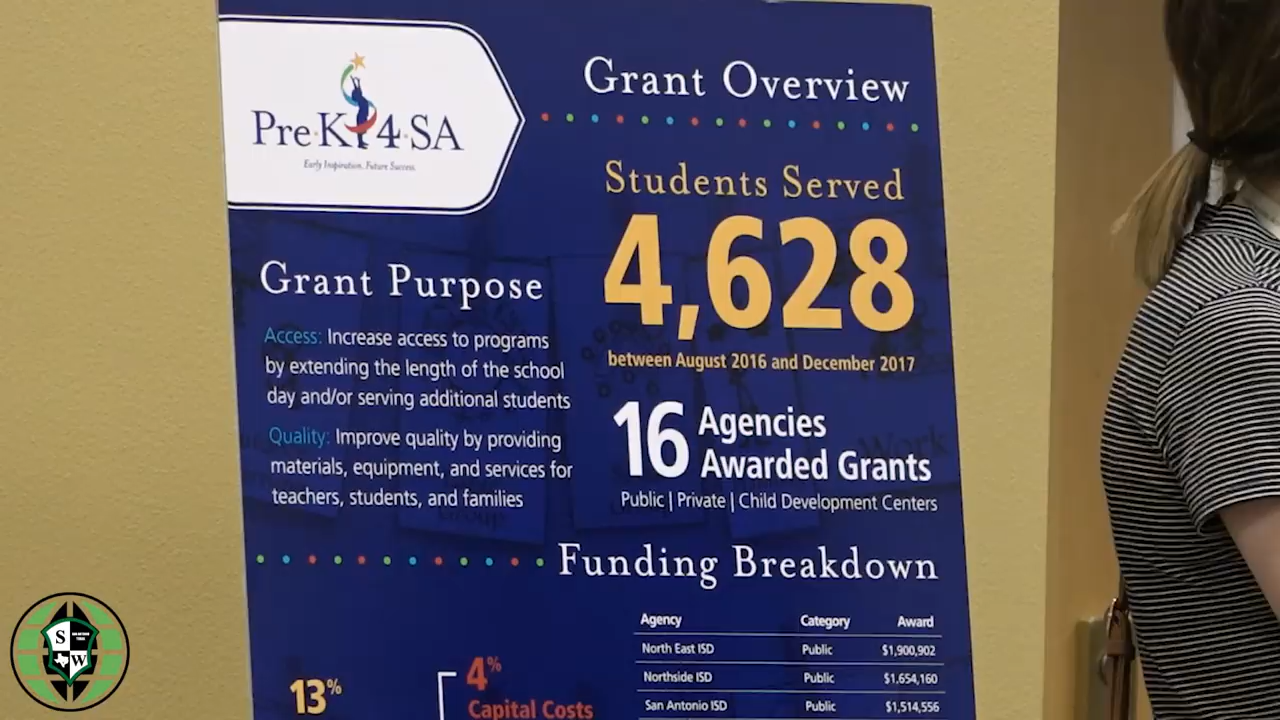 Pre·K 4·SA
Early Inspiration. Future Success.
Grant Overview
Students Served
4,628
between August 2016 and December 2017
16 Agencies
Awarded Grants
Public | Private | Child Development Centers
Grant Purpose
Access: Increase access to programs
by extending the length of the school
day and/or serving additional students
Quality: Improve quality by providing
materials, equipment, and services for
teachers, students, and families
Funding Breakdown
Agency Category Award
North East ISD Public $1,900,902
Northside ISD Public $1,654,160
San Antonio ISD Public $1,514,556
13%
4%
Capital Costs
S
W